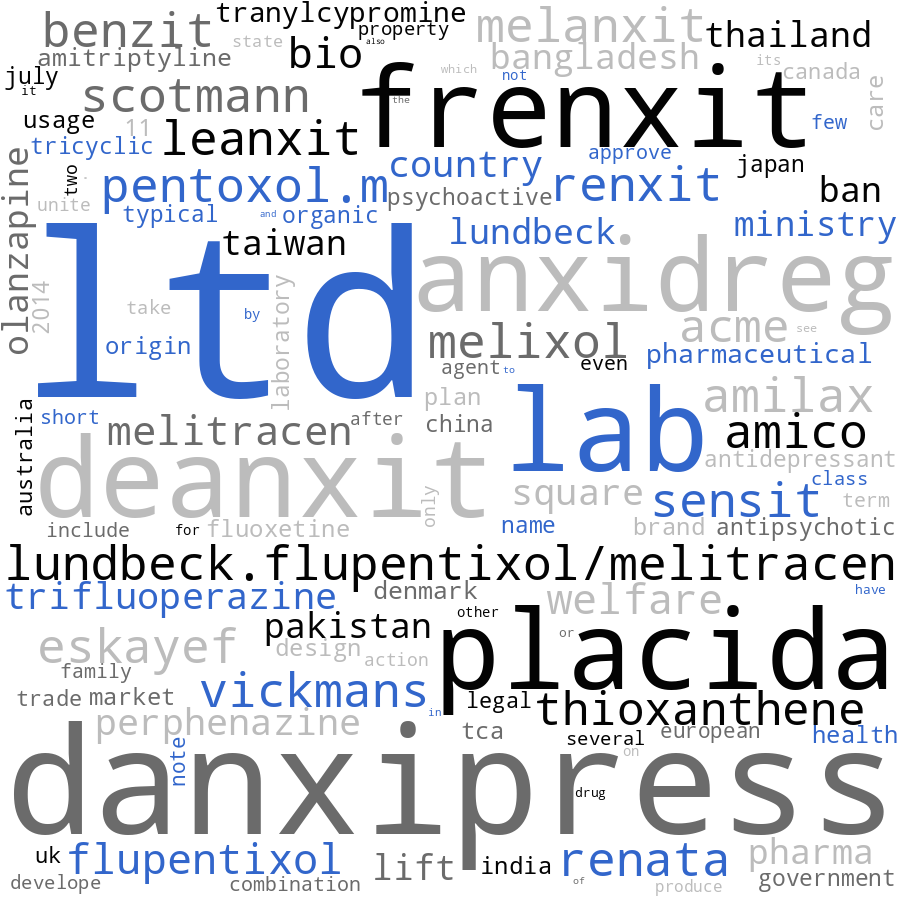 tranylcypromine
benzit
melanxit
property
thailand
state
also
amitriptyline
bio
bangladesh
its
which
not
canada
july
it
scotmann
frenxit
the
care
usage
11
leanxit
few
tricyclic
country
approve
japan
olanzapine
two
.
pentoxol.m
psychoactive
renxit
ban
unite
typical
and
organic
lundbeck
ministry
taiwan
ltd
anxidreg
2014
take
laboratory
by
acme
see
origin
melixol
pharmaceutical
agent
to
even
short
plan
amilax
australia
melitracen
after
china
lab
amico
deanxit
antidepressant
class
only
square
sensit
term
include
for
fluoxetine
name
brand
antipsychotic
lundbeck.flupentixol/melitracen
trifluoperazine
denmark
welfare
have
other
placida
pakistan
or
eskayef
design
action
family
trade
market
vickmans
legal
thioxanthene
in
perphenazine
tca
several
european
health
note
on
danxipress
drug
uk
flupentixol
lift
india
renata
pharma
develope
combination
of
produce
government